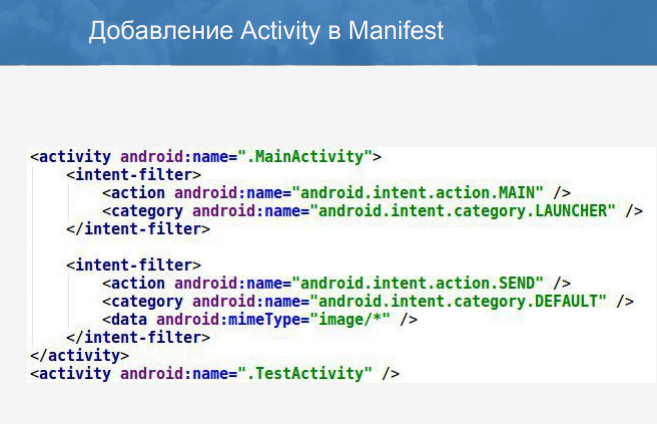 Добавление Activity в Manifest
<activity android:name=".MainActivity">
<intent-filter>
<action android:name="android.intent.action.MAIN" />
<category android:name="android.intent.category.LAUNCHER" />
</intent-filter>
<intent-filter>
<action android:name="android.intent.action.SEND" />
<category android:name="android.intent.category.DEFAULT" />
<data android:mimeType="image/*" />
</intent-filter>
</activity>
<activity android:name=".TestActivity" />